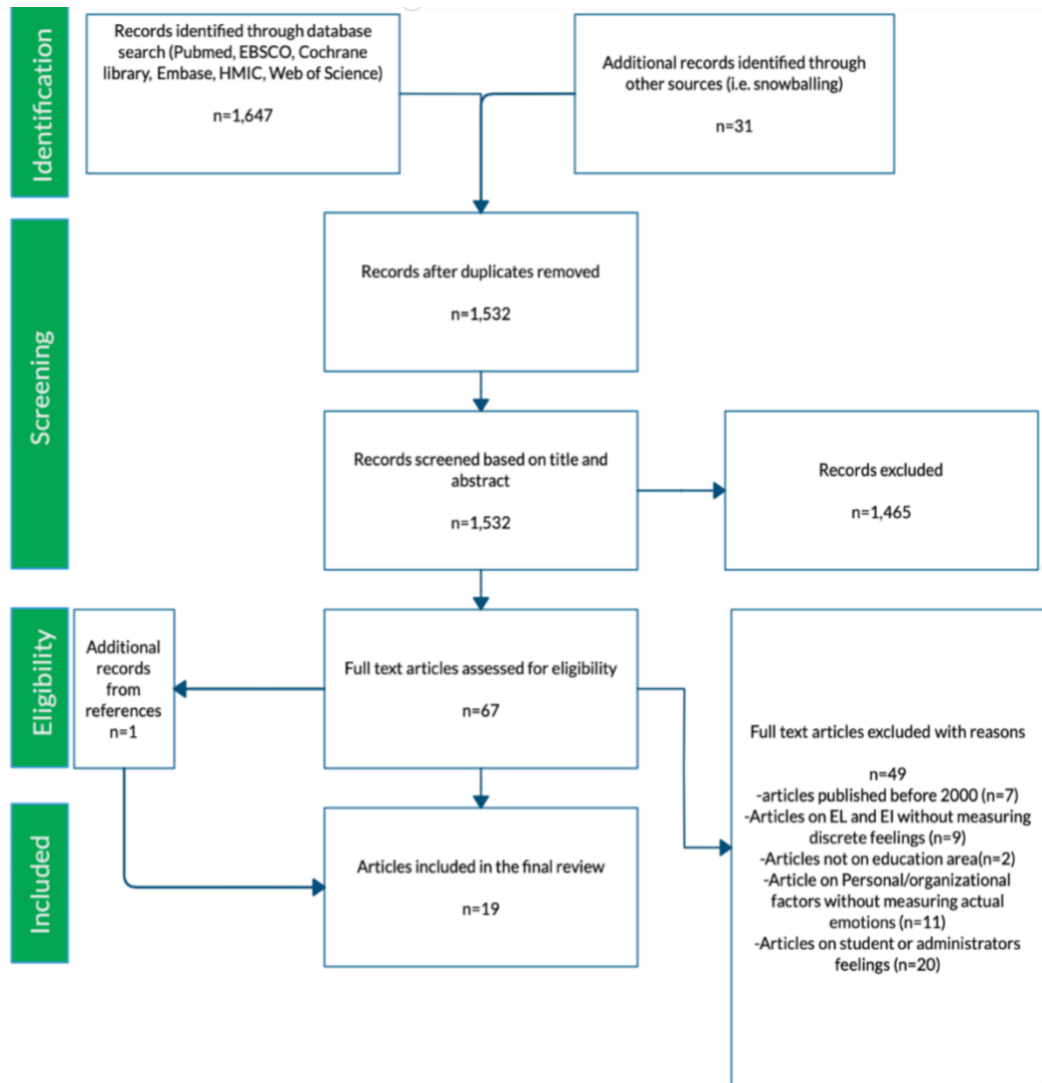 Identification
Records identified through database
search (Pubmed, EBSCO, Cochrane
library, Embase, HMIC, Web of Science)
n=1,647
Additional records identified through
other sources (i.e. snowballing)
n=31
Screening
Records after duplicates removed
n=1,532
Records screened based on title and
abstract
n=1,532
Records excluded
n=1,465
Eligibility
Additional
records
from
references
n=1
Full text articles assessed for eligibility
n=67
Full text articles excluded with reasons
n=49
-articles published before 2000 (n=7)
-Articles on EL and EI without measuring
discrete feelings (n=9)
-Articles not on education area(n=2)
-Article on Personal/organizational
factors without measuring actual
emotions (n=11)
-Articles on student or administrators
feelings (n=20)
Included
Articles included in the final review
n=19